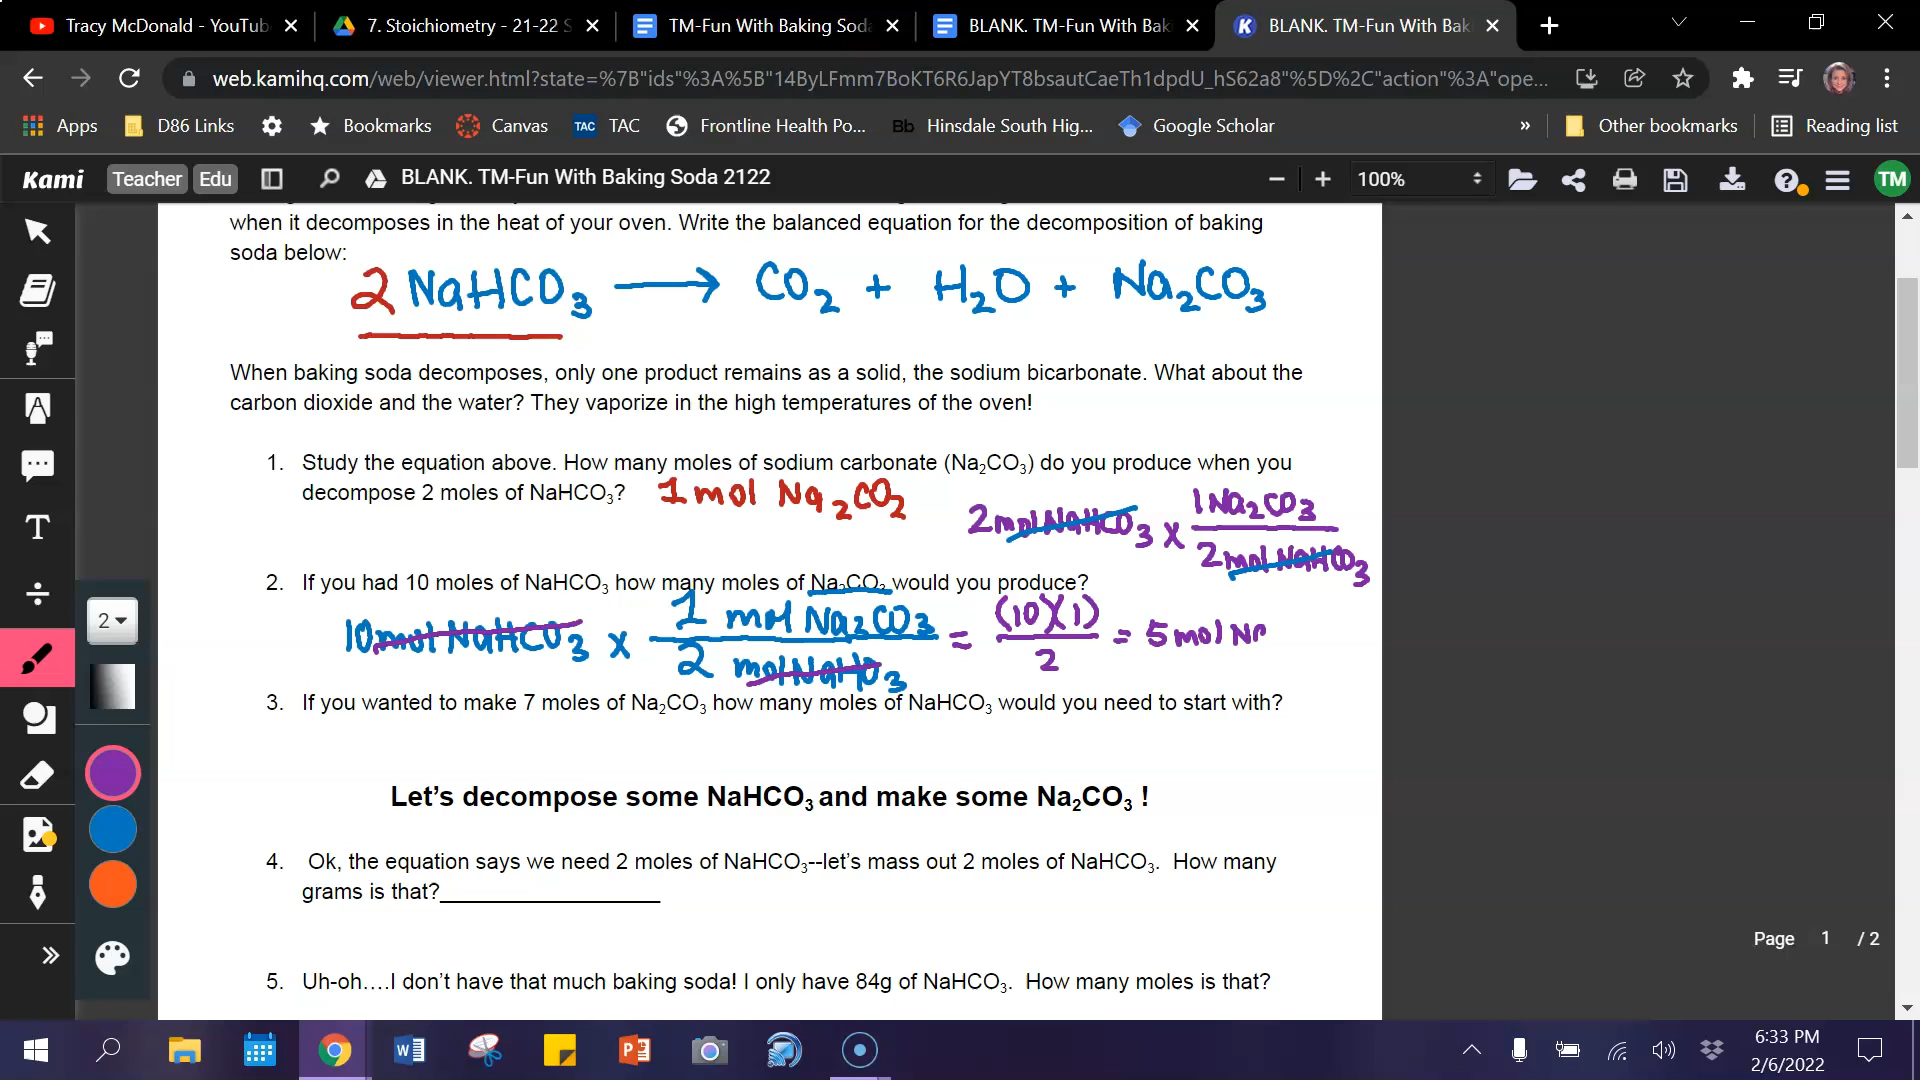 Tracy McDonald - YouTub
7. Stoichiometry - 21-22 S
TM-Fun With Baking Soda
BLANK. TM-Fun With Bak
BLANK. TM-Fun With Bak
web.kamihq.com/web/viewer.html?state=%7B"ids"%3A%5B"14ByLFmm7BoKT6R6JapYT8bsautCaeTh1dpdU_hS62a8"%5D%2C"action"%3A"ope...
Apps D86 Links Bookmarks Canvas TAC TAC Frontline Health Po... Bb Hinsdale South Hig... Google Scholar » Other bookmarks Reading list
Kami Teacher Edu BLANK. TM-Fun With Baking Soda 2122 100% TM
when it decomposes in the heat of your oven. Write the balanced equation for the decomposition of baking
soda below:
2 NaHCO3 → CO2 + H2O + Na2CO3
When baking soda decomposes, only one product remains as a solid, the sodium bicarbonate. What about the
carbon dioxide and the water? They vaporize in the high temperatures of the oven!
1. Study the equation above. How many moles of sodium carbonate (Na2CO3) do you produce when you
decompose 2 moles of NaHCO3? 1 mol Na2CO2
2 mol NaHCO3 x 1 Na2CO3
2 mol NaHCO3
2. If you had 10 moles of NaHCO3 how many moles of Na2CO3 would you produce?
10 mol NaHCO3 x 1 mol Na2CO3 = (10)(1) = 5 mol Na
2 mol NaHCO3 2
3. If you wanted to make 7 moles of Na2CO3 how many moles of NaHCO3 would you need to start with?
Let's decompose some NaHCO3 and make some Na2CO3 !
4. Ok, the equation says we need 2 moles of NaHCO3--let's mass out 2 moles of NaHCO3. How many
grams is that?
5. Uh-oh….I don't have that much baking soda! I only have 84g of NaHCO3. How many moles is that?
2
Page 1 / 2
6:33 PM
2/6/2022